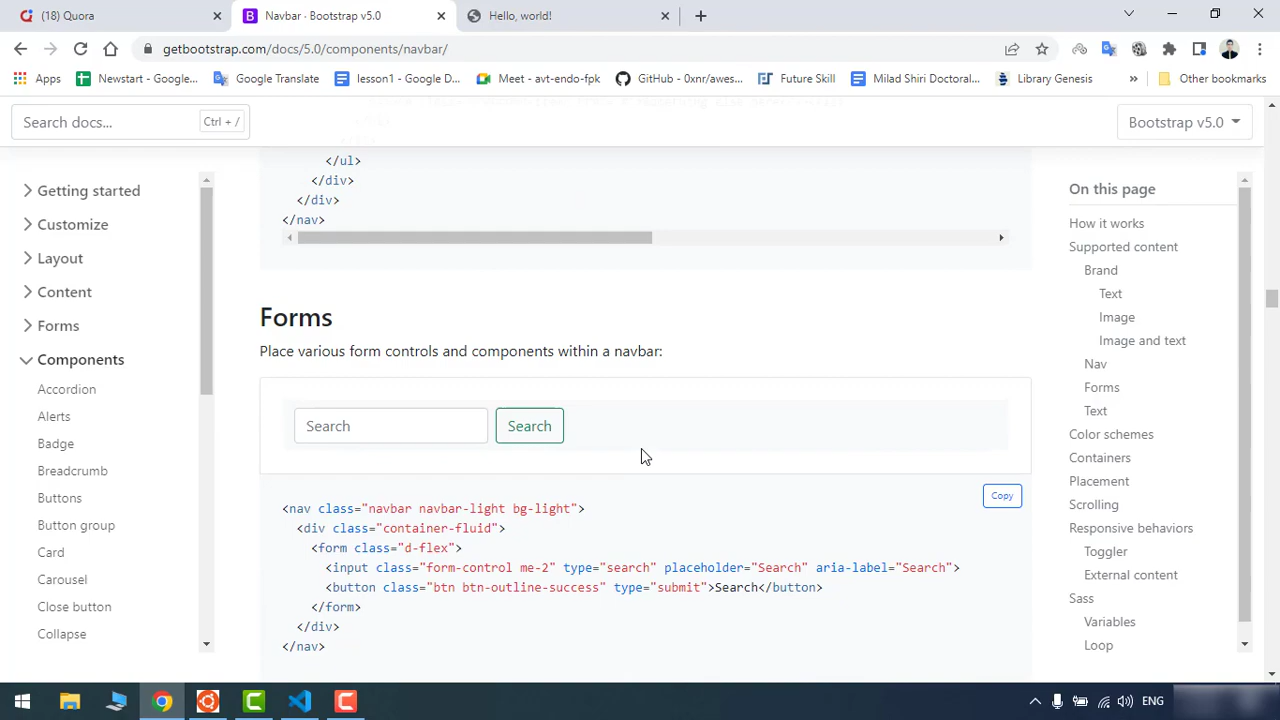 (18) Quora
Navbar · Bootstrap v5.0
Hello, world!
getbootstrap.com/docs/5.0/components/navbar/
Apps
Newstart - Google...
Google Translate
lesson1 - Google D...
Meet - avt-endo-fpk
GitHub - 0xnr/awes...
Future Skill
Milad Shiri Doctoral...
Library Genesis
»
Other bookmarks
Search docs...
Ctrl + /
Bootstrap v5.0
Getting started
Customize
Layout
Content
Forms
Components
Accordion
Alerts
Badge
Breadcrumb
Buttons
Button group
Card
Carousel
Close button
Collapse
</ul>
</div>
</div>
</nav>
Forms
Place various form controls and components within a navbar:
Search
Search
Copy
<nav class="navbar navbar-light bg-light">
<div class="container-fluid">
<form class="d-flex">
<input class="form-control me-2" type="search" placeholder="Search" aria-label="Search">
<button class="btn btn-outline-success" type="submit">Search</button>
</form>
</div>
</nav>
On this page
How it works
Supported content
Brand
Text
Image
Image and text
Nav
Forms
Text
Color schemes
Containers
Placement
Scrolling
Responsive behaviors
Toggler
External content
Sass
Variables
Loop
ENG